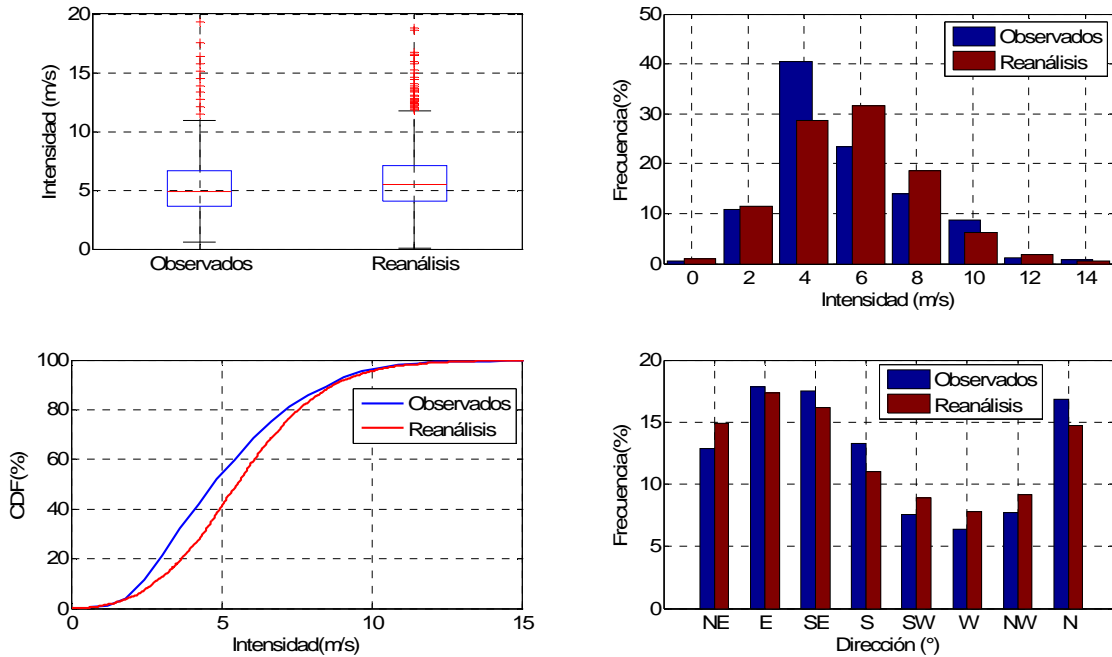 Intensidad (m/s)
20
15
10
5
0
Observados
Reanálisis
Frecuencia(%)
50
40
30
20
10
0
Observados
Reanálisis
0 2 4 6 8 10 12 14
Intensidad (m/s)
CDF(%)
100
80
60
40
20
0
Observados
Reanálisis
0 5 10 15
Intensidad(m/s)
Frecuencia(%)
20
15
10
5
0
Observados
Reanálisis
NE E SE S SW W NW N
Dirección (°)